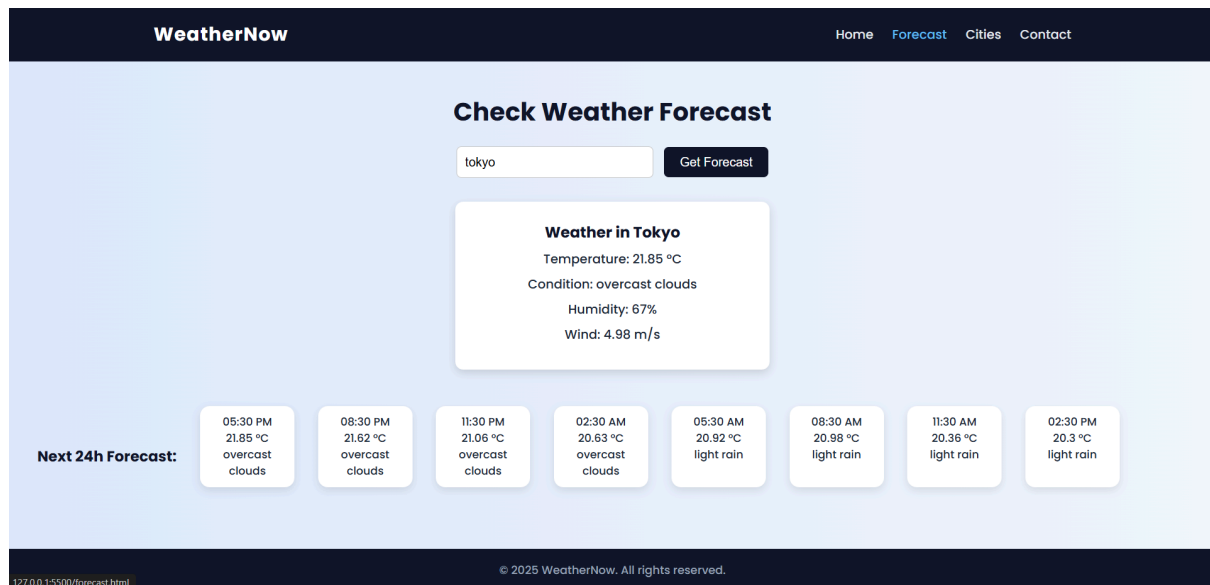 WeatherNow
Home Forecast Cities Contact
Check Weather Forecast
tokyo Get Forecast
Weather in Tokyo
Temperature: 21.85 °C
Condition: overcast clouds
Humidity: 67%
Wind: 4.98 m/s
Next 24h Forecast:
05:30 PM
21.85 °C
overcast
clouds
08:30 PM
21.62 °C
overcast
clouds
11:30 PM
21.06 °C
overcast
clouds
02:30 AM
20.63 °C
overcast
clouds
05:30 AM
20.92 °C
light rain
08:30 AM
20.98 °C
light rain
11:30 AM
20.36 °C
light rain
02:30 PM
20.3 °C
light rain
© 2025 WeatherNow. All rights reserved.
127.0.0.1:5500/forecast.html